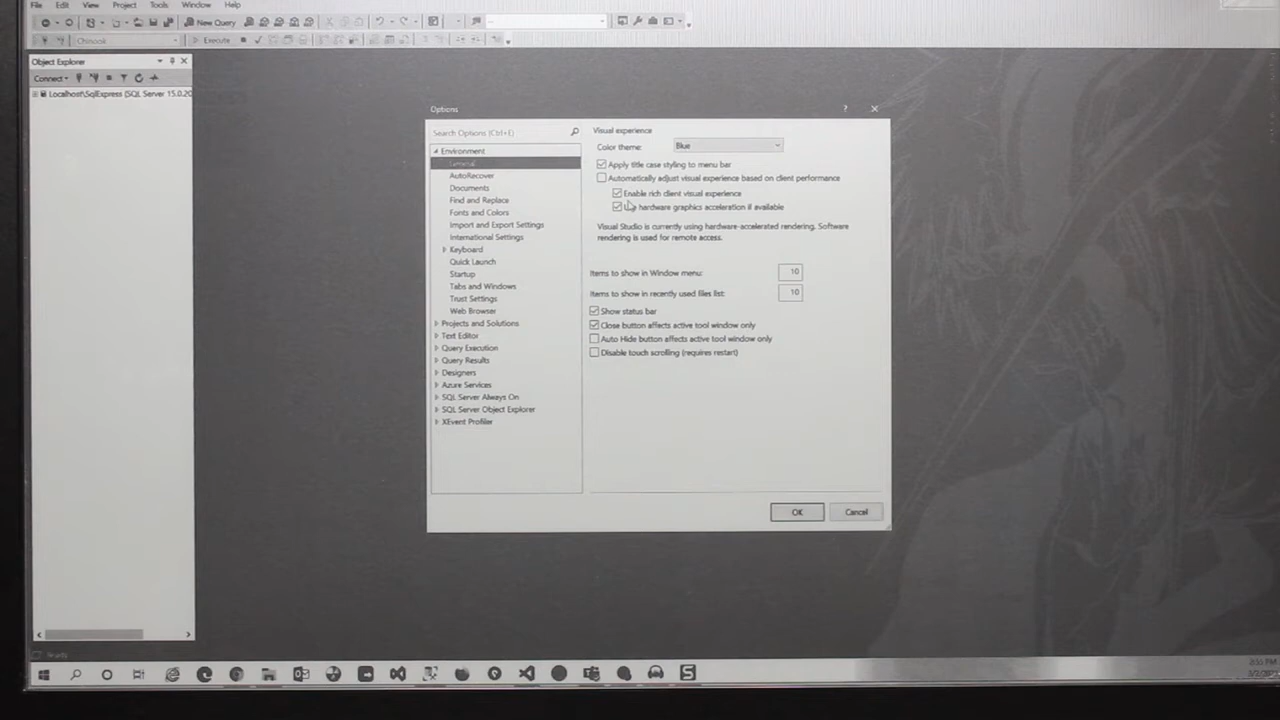 File Edit View Project Tools Window Help
New Query
Chinook Execute
Object Explorer
Connect
Localhost\SqlExpress (SQL Server 15.0.20
Options
Search Options (Ctrl+E)
Environment
General
AutoRecover
Documents
Find and Replace
Fonts and Colors
Import and Export Settings
International Settings
Keyboard
Quick Launch
Startup
Tabs and Windows
Trust Settings
Web Browser
Projects and Solutions
Text Editor
Query Execution
Query Results
Designers
Azure Services
SQL Server Always On
SQL Server Object Explorer
XEvent Profiler
Visual experience
Color theme: Blue
Apply title case styling to menu bar
Automatically adjust visual experience based on client performance
Enable rich client visual experience
Use hardware graphics acceleration if available
Visual Studio is currently using hardware-accelerated rendering. Software
rendering is used for remote access.
Items to show in Window menu: 10
Items to show in recently used files list: 10
Show status bar
Close button affects active tool window only
Auto Hide button affects active tool window only
Disable touch scrolling (requires restart)
OK Cancel
Ready